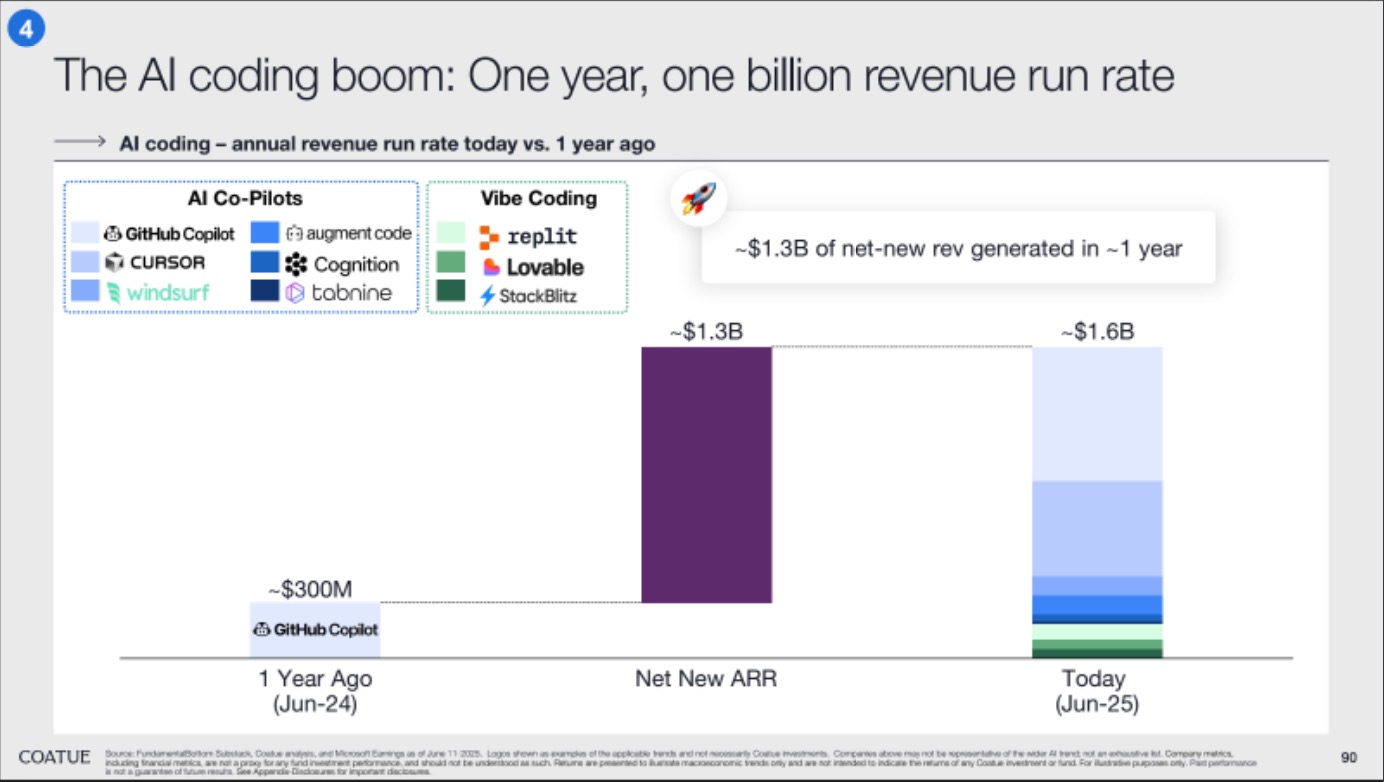 4
The AI coding boom: One year, one billion revenue run rate
AI coding – annual revenue run rate today vs. 1 year ago
AI Co-Pilots
GitHub Copilot
CURSOR
windsurf
augment code
Cognition
tabnine
Vibe Coding
replit
Lovable
StackBlitz
~$1.3B of net-new rev generated in ~1 year
~$300M
~$1.3B
~$1.6B
GitHub Copilot
1 Year Ago
(Jun-24)
Net New ARR
Today
(Jun-25)
COATUE
Source: FundamentalBottom Substack, Coatue analysis, and Microsoft Earnings as of June 11 2025. Logos shown as examples of the applicable trends and not necessarily Coatue investments. Companies above may not be representative of the wider AI trend; not an exhaustive list. Company metrics,
including financial metrics, are not a proxy for any fund investment performance, and should not be understood as such. Returns are presented to illustrate macroeconomic trends only and are not intended to indicate the returns of any Coatue investment or fund. For illustrative purposes only. Past performance
is not a guarantee of future results. See Appendix-Disclosures for important disclosures.
90